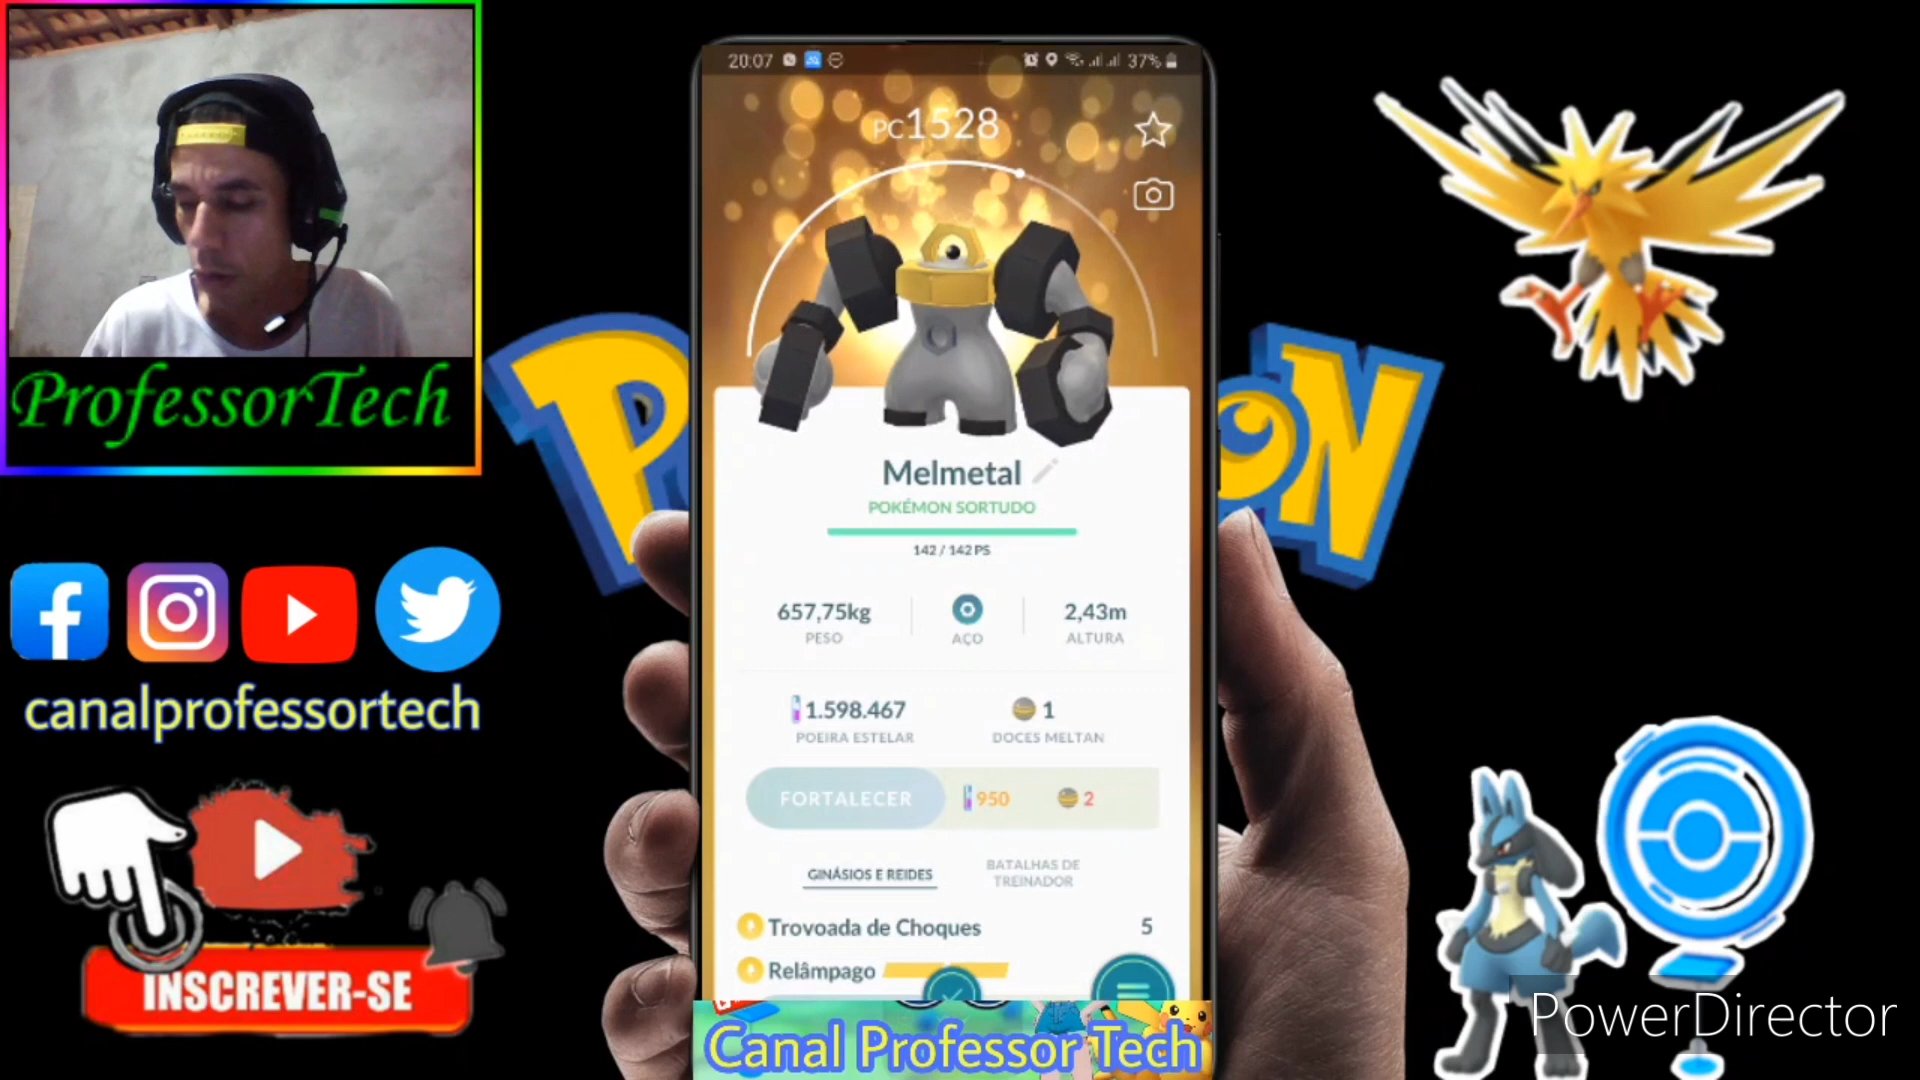 20:07
37%
PC1528
Melmetal
POKÉMON SORTUDO
142 / 142 PS
657,75kg
PESO
AÇO
2,43m
ALTURA
1.598.467
POEIRA ESTELAR
1
DOCES MELTAN
FORTALECER
950
2
GINÁSIOS E REIDES
BATALHAS DE
TREINADOR
Trovoada de Choques
5
Relâmpago
ProfessorTech
P
ON
canalprofessortech
INSCREVER-SE
Canal Professor Tech
PowerDirector